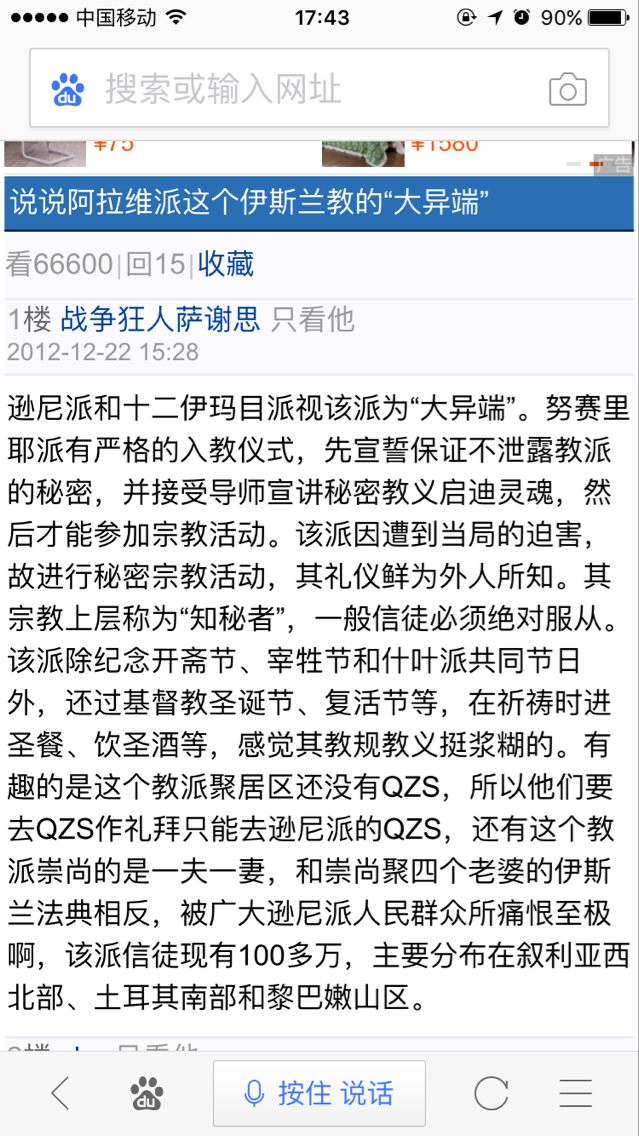 中国移动 17:43 90%
搜索或输入网址
¥75 ¥1580
广告
说说阿拉维派这个伊斯兰教的“大异端”
看66600|回15|收藏
1楼 战争狂人萨谢思 只看他
2012-12-22 15:28
逊尼派和十二伊玛目派视该派为“大异端”。努赛里
耶派有严格的入教仪式，先宣誓保证不泄露教派
的秘密，并接受导师宣讲秘密教义启迪灵魂，然
后才能参加宗教活动。该派因遭到当局的迫害，
故进行秘密宗教活动，其礼仪鲜为外人所知。其
宗教上层称为“知秘者”，一般信徒必须绝对服从。
该派除纪念开斋节、宰牲节和什叶派共同节日
外，还过基督教圣诞节、复活节等，在祈祷时进
圣餐、饮圣酒等，感觉其教规教义挺浆糊的。有
趣的是这个教派聚居区还没有QZS，所以他们要
去QZS作礼拜只能去逊尼派的QZS，还有这个教
派崇尚的是一夫一妻，和崇尚聚四个老婆的伊斯
兰法典相反，被广大逊尼派人民群众所痛恨至极
啊，该派信徒现有100多万，主要分布在叙利亚西
北部、土耳其南部和黎巴嫩山区。
du 按住 说话